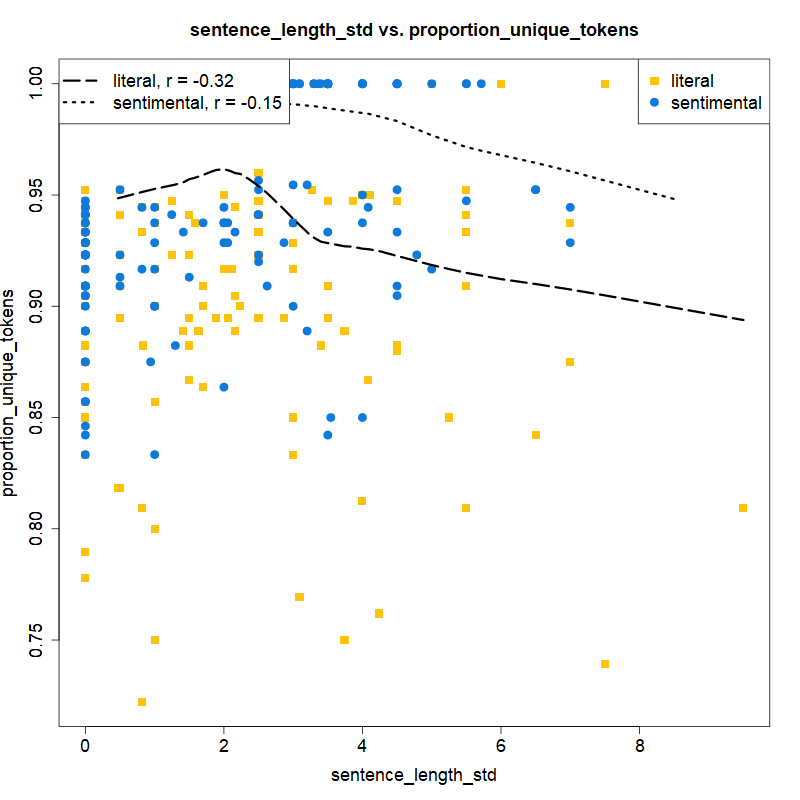 sentence_length_std vs. proportion_unique_tokens
literal, r = -0.32
sentimental, r = -0.15
literal
sentimental
proportion_unique_tokens
1.00
0.95
0.90
0.85
0.80
0.75
0 2 4 6 8
sentence_length_std